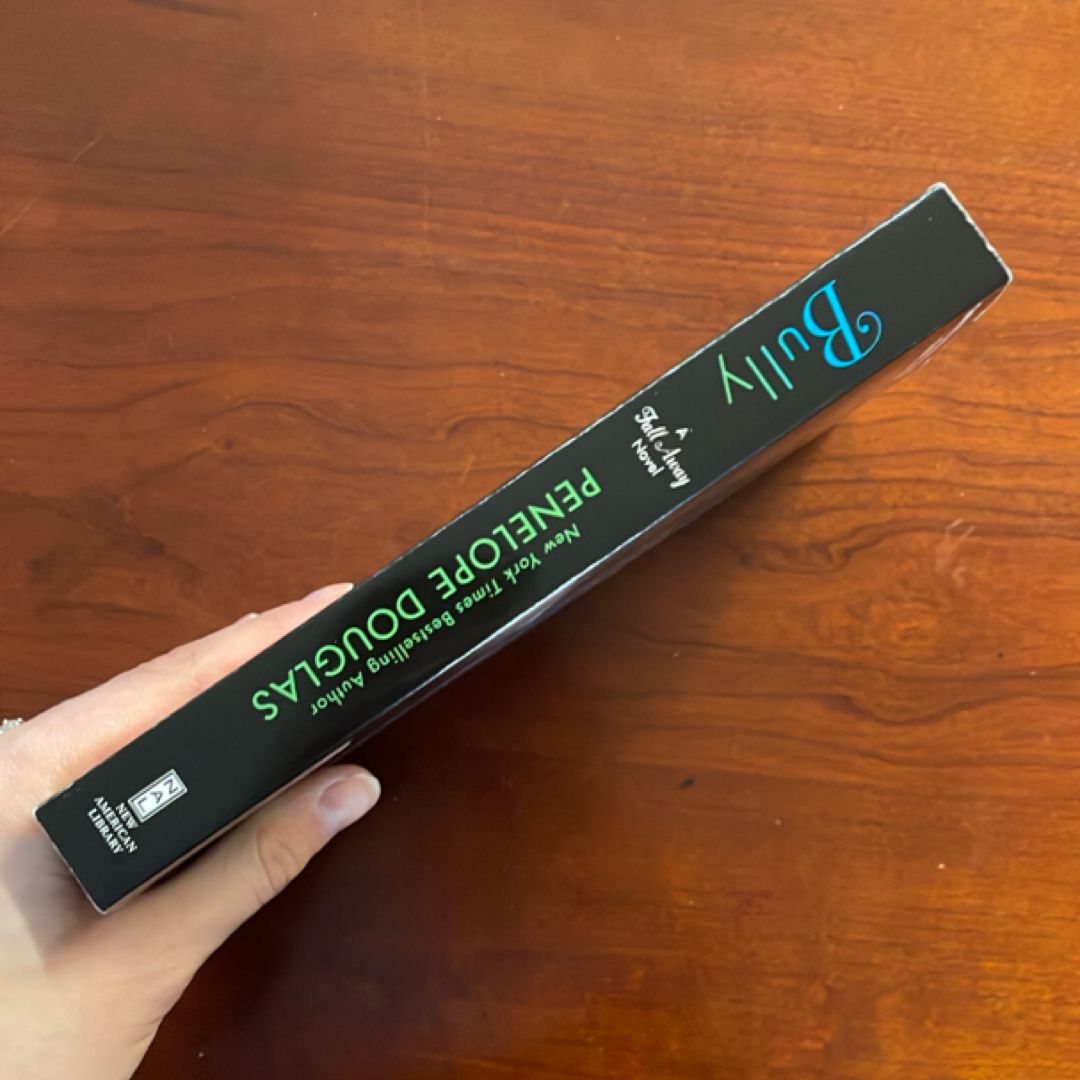 Bully
A
Fall Away
Novel
New York Times Bestselling Author
PENELOPE DOUGLAS
NAL
NEW
AMERICAN
LIBRARY